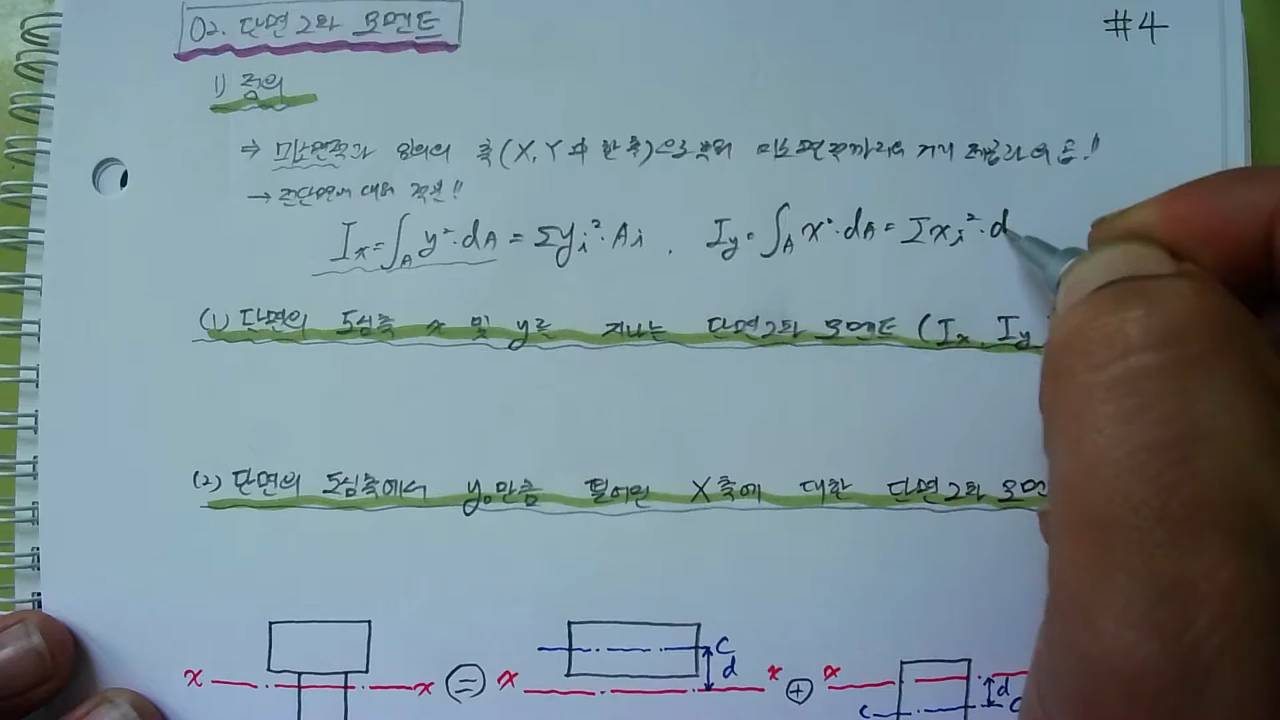 02. 단면2차 모멘트
#4
1) 정의
→ 미소면적과 임의의 축(X, Y中 한 축)으로부터 미소면적까지의 거리 제곱과의 곱!!
→ 전단면에 대해 적분!!
Ix = ∫A y²·dA = Σyi²·Ai , Iy = ∫A x²·dA = Σxi²·d
(1) 단면의 도심축 x 및 y를 지나는 단면2차 모멘트 (Ix, Iy
(2) 단면의 도심축에서 y₀만큼 떨어진 X축에 대한 단면2차 모멘
x x = x C d x + x d C